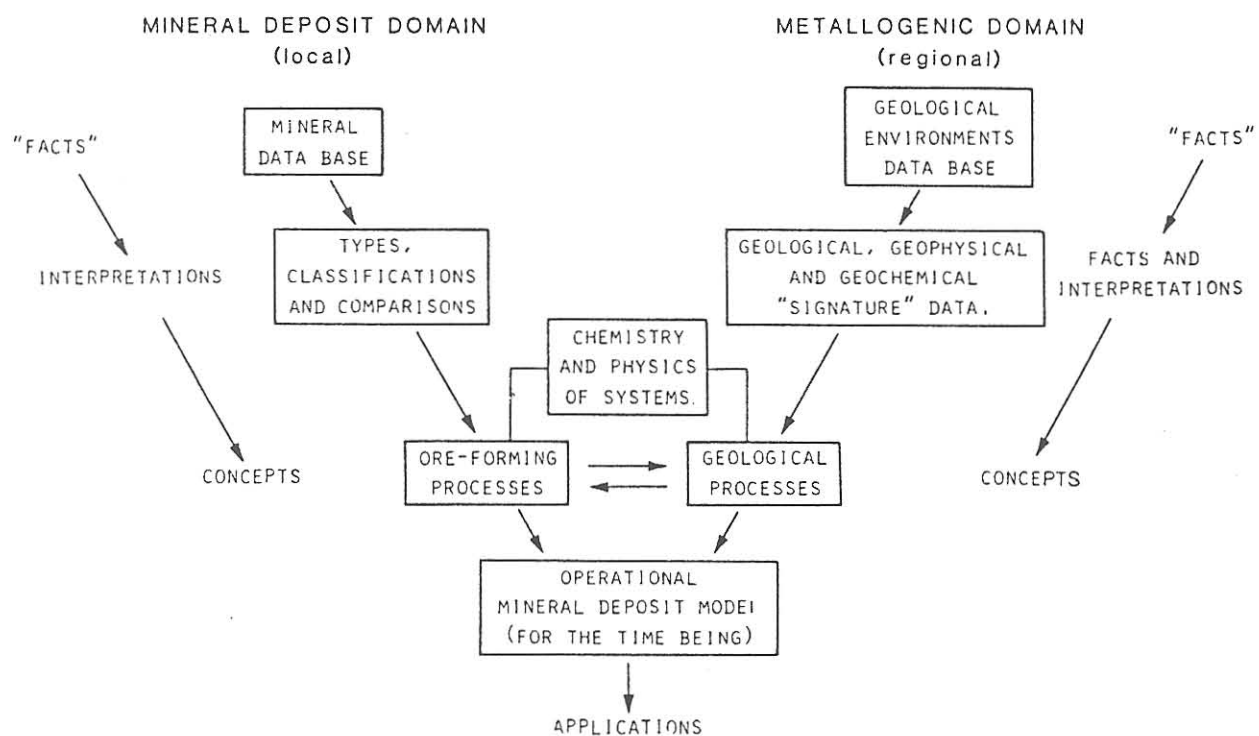 MINERAL DEPOSIT DOMAIN
(local)
METALLOGENIC DOMAIN
(regional)
"FACTS"
MINERAL
DATA BASE
GEOLOGICAL
ENVIRONMENTS
DATA BASE
"FACTS"
INTERPRETATIONS
TYPES,
CLASSIFICATIONS
AND COMPARISONS
GEOLOGICAL, GEOPHYSICAL
AND GEOCHEMICAL
"SIGNATURE" DATA.
FACTS AND
INTERPRETATIONS
CHEMISTRY
AND PHYSICS
OF SYSTEMS.
CONCEPTS
ORE-FORMING
PROCESSES
GEOLOGICAL
PROCESSES
CONCEPTS
OPERATIONAL
MINERAL DEPOSIT MODEL
(FOR THE TIME BEING)
APPLICATIONS